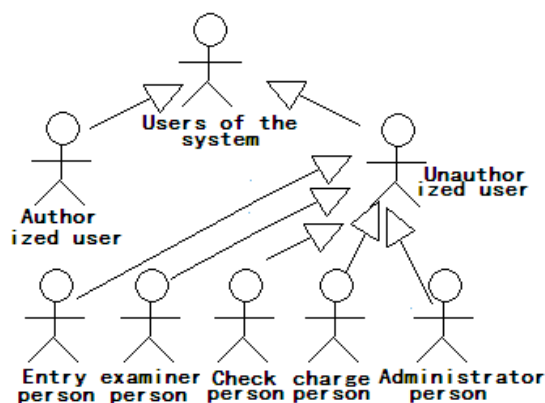 Users of the
system
Author
ized user
Unauthor
ized user
Entry
person
examiner
person
Check
person
charge
person
Administrator
person